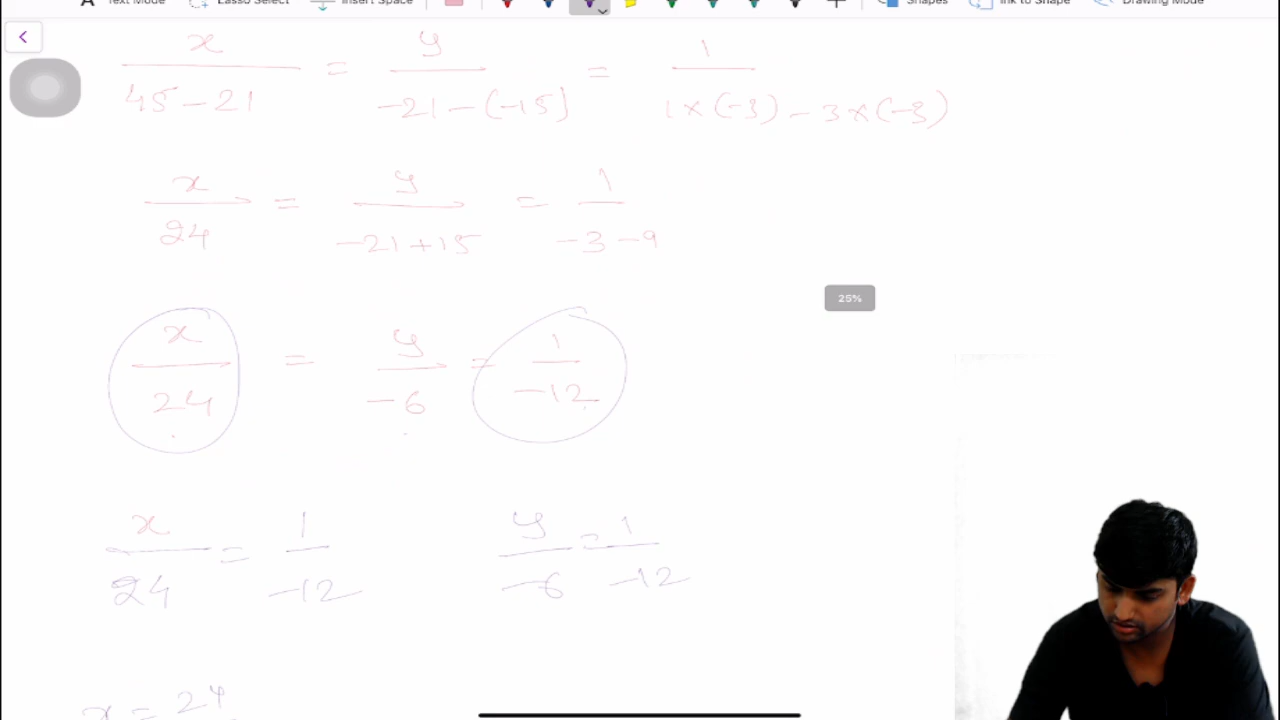 A Text Mode Lasso Select Insert Space Shapes Ink to Shape Drawing Mode
x/(45-21) = y/(-21-(-15)) = 1/(1×(-3)-3×(-3))
x/24 = y/(-21+15) = 1/(-3-9)
25%
x/24 = y/-6 = 1/-12
x/24 = 1/-12 y/-6 = 1/-12
x = 24